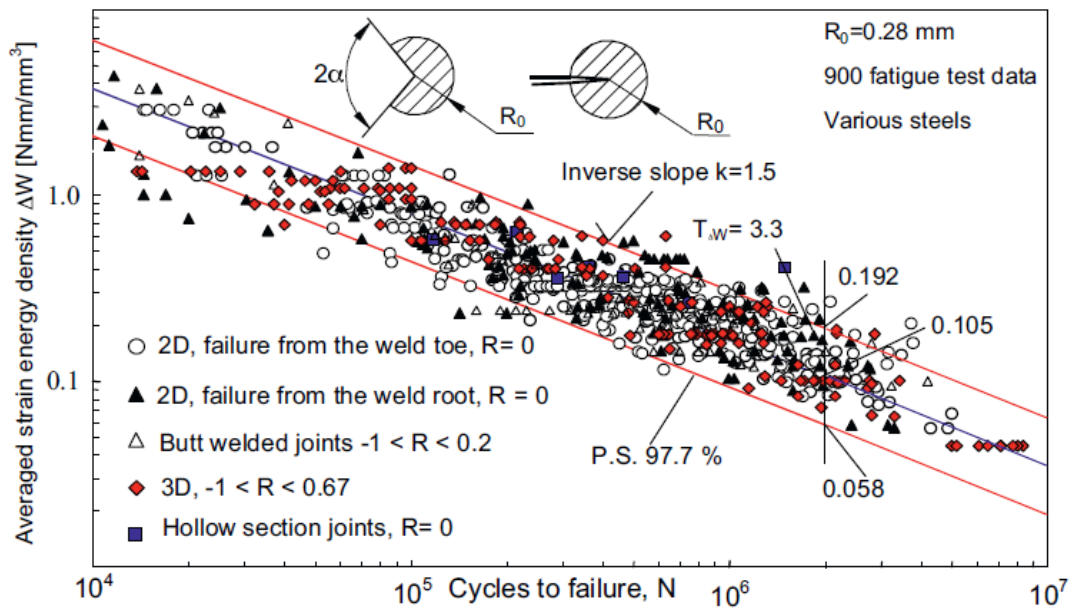 R₀=0.28 mm
900 fatigue test data
Various steels
2α
R₀
R₀
Inverse slope k=1.5
T_ΔW= 3.3
0.192
0.105
0.058
P.S. 97.7 %
2D, failure from the weld toe, R= 0
2D, failure from the weld root, R = 0
Butt welded joints -1 < R < 0.2
3D, -1 < R < 0.67
Hollow section joints, R= 0
Averaged strain energy density ΔW [Nmm/mm³]
1.0
0.1
10⁴
10⁵
Cycles to failure, N
10⁶
10⁷